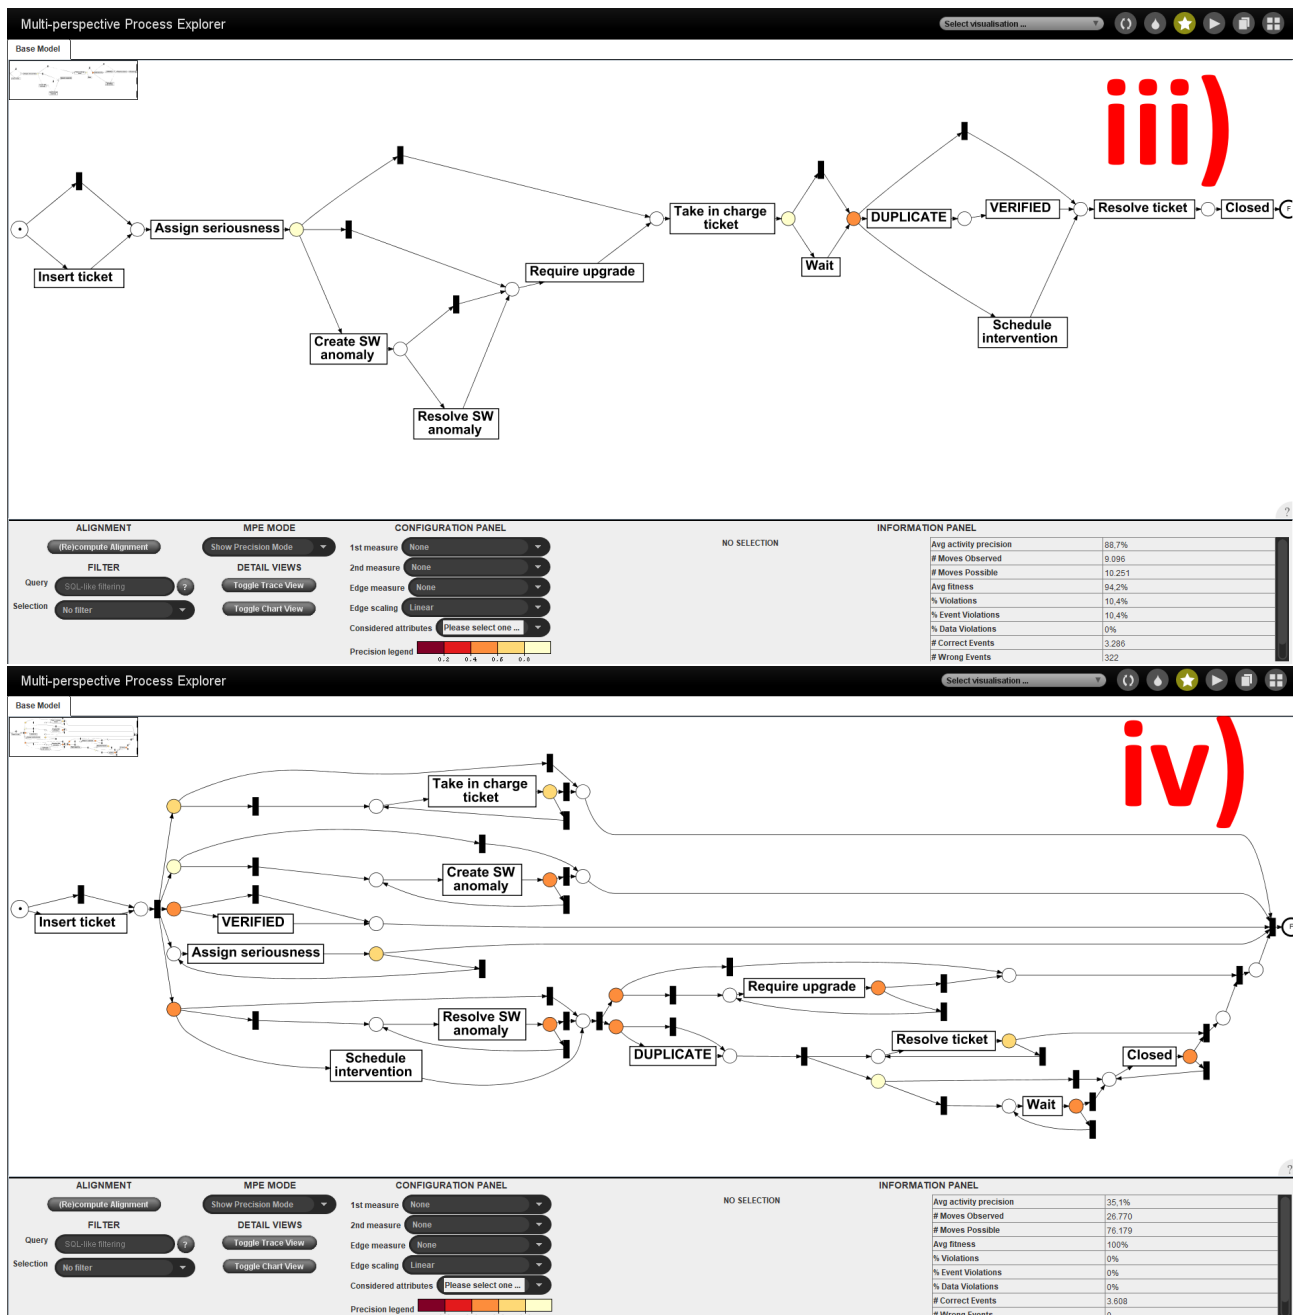 Multi-perspective Process Explorer
Select visualisation ...
Base Model
iii)
Assign seriousness
Insert ticket
Create SW
anomaly
Resolve SW
anomaly
Require upgrade
Take in charge
ticket
Wait
DUPLICATE
VERIFIED
Schedule
intervention
Resolve ticket
Closed
F
?
ALIGNMENT
(Re)compute Alignment
FILTER
Query
SQL-like filtering
?
Selection
No filter
MPE MODE
Show Precision Mode
DETAIL VIEWS
Toggle Trace View
Toggle Chart View
CONFIGURATION PANEL
1st measure None
2nd measure None
Edge measure None
Edge scaling Linear
Considered attributes Please select one ...
Precision legend
0.2 0.4 0.6 0.8
NO SELECTION
INFORMATION PANEL
Avg activity precision 88,7%
# Moves Observed 9.096
# Moves Possible 10.251
Avg fitness 94,2%
% Violations 10,4%
% Event Violations 10,4%
% Data Violations 0%
# Correct Events 3.286
# Wrong Events 322
Multi-perspective Process Explorer
Select visualisation ...
Base Model
iv)
Take in charge
ticket
Create SW
anomaly
Insert ticket
VERIFIED
Assign seriousness
Resolve SW
anomaly
Schedule
intervention
Require upgrade
DUPLICATE
Resolve ticket
Closed
Wait
F
?
ALIGNMENT
(Re)compute Alignment
FILTER
Query
SQL-like filtering
?
Selection
No filter
MPE MODE
Show Precision Mode
DETAIL VIEWS
Toggle Trace View
Toggle Chart View
CONFIGURATION PANEL
1st measure None
2nd measure None
Edge measure None
Edge scaling Linear
Considered attributes Please select one ...
Precision legend
NO SELECTION
INFORMATION PANEL
Avg activity precision 35,1%
# Moves Observed 26.770
# Moves Possible 76.179
Avg fitness 100%
% Violations 0%
% Event Violations 0%
% Data Violations 0%
# Correct Events 3.608
# Wrong Events 0